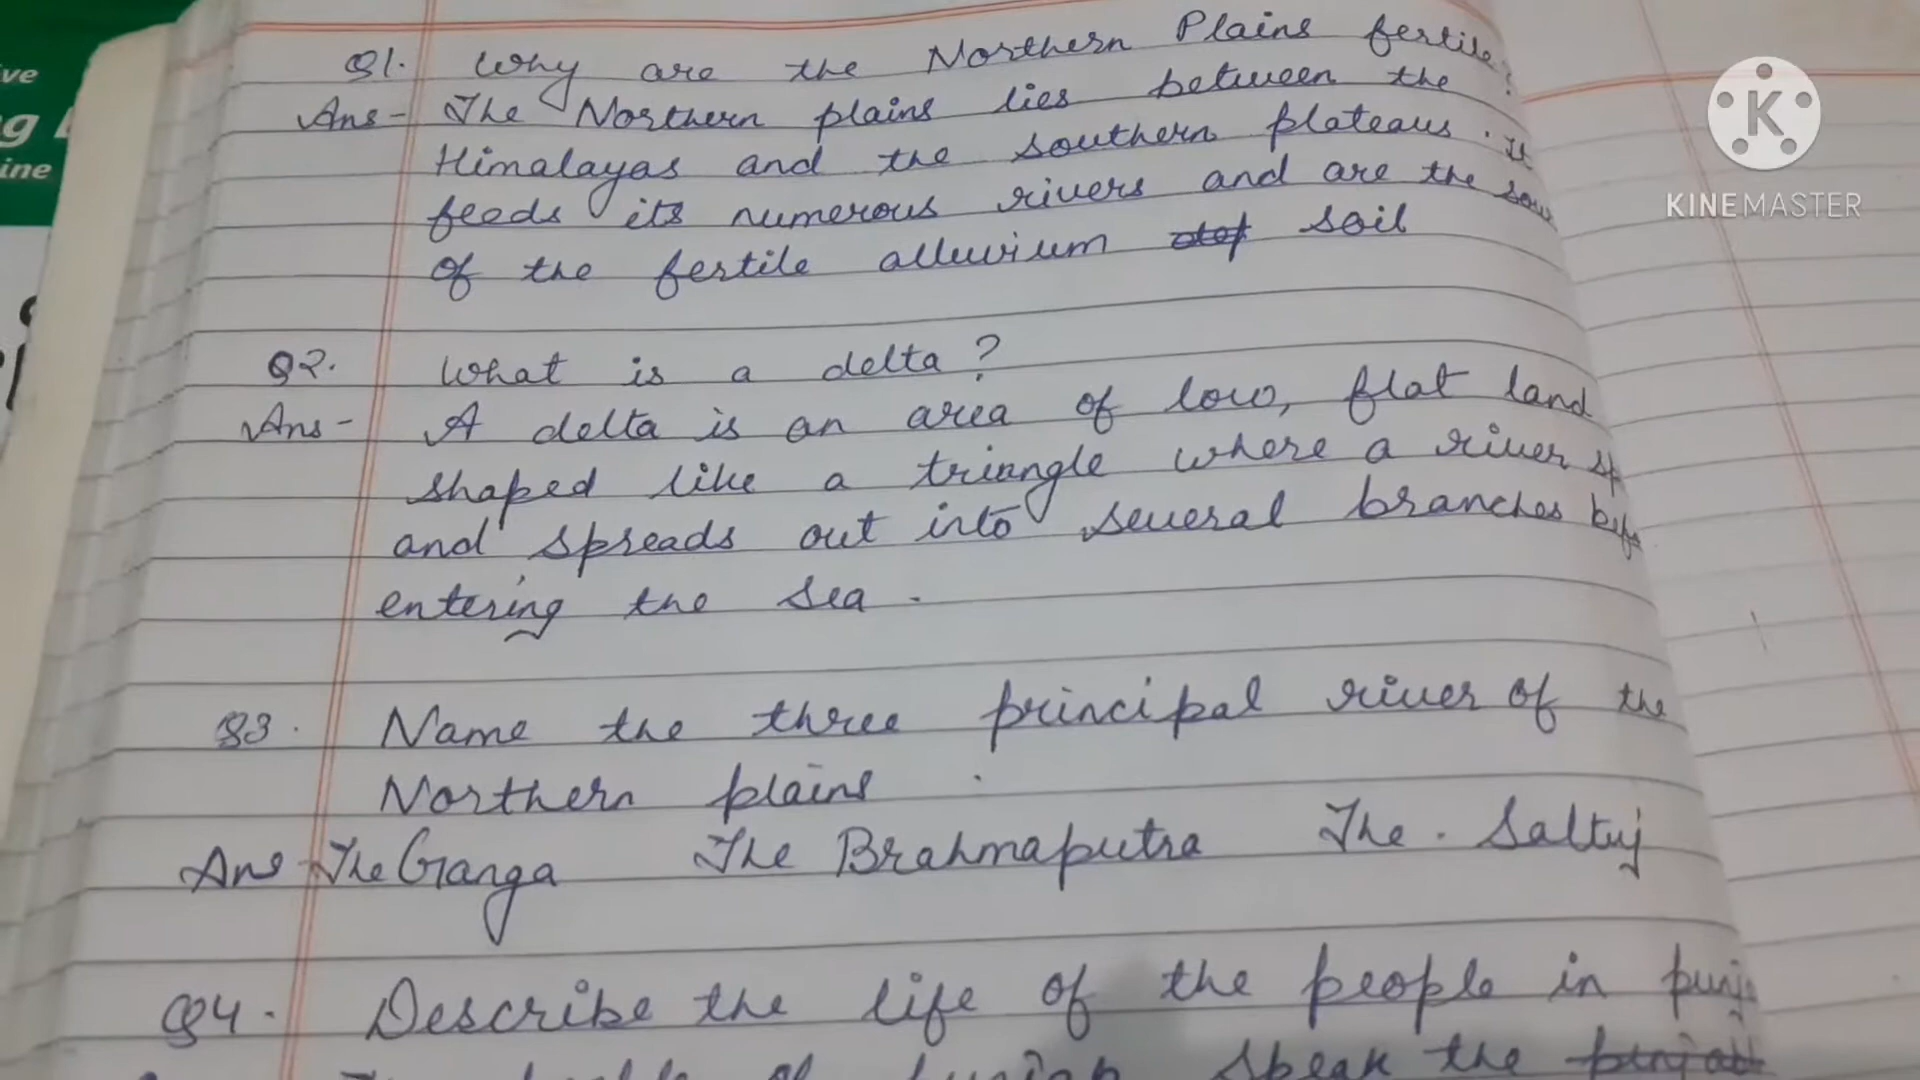 ve
g
ine
Q1. Why are the Northern Plains fertile?
Ans- The Northern plains lies between the
Himalayas and the southern plateaus. it
feeds its numerous rivers and are the
of the fertile alluvium soil
Q2. What is a delta?
Ans- A delta is an area of low, flat land
shaped like a triangle where a river
and spreads out into several branches
entering the sea.
Q3. Name the three principal river of the
Northern plains.
Ans- The Ganga The Brahmaputra The. Saltuj
Q4. Describe the life of the people in
speak the
KINEMASTER